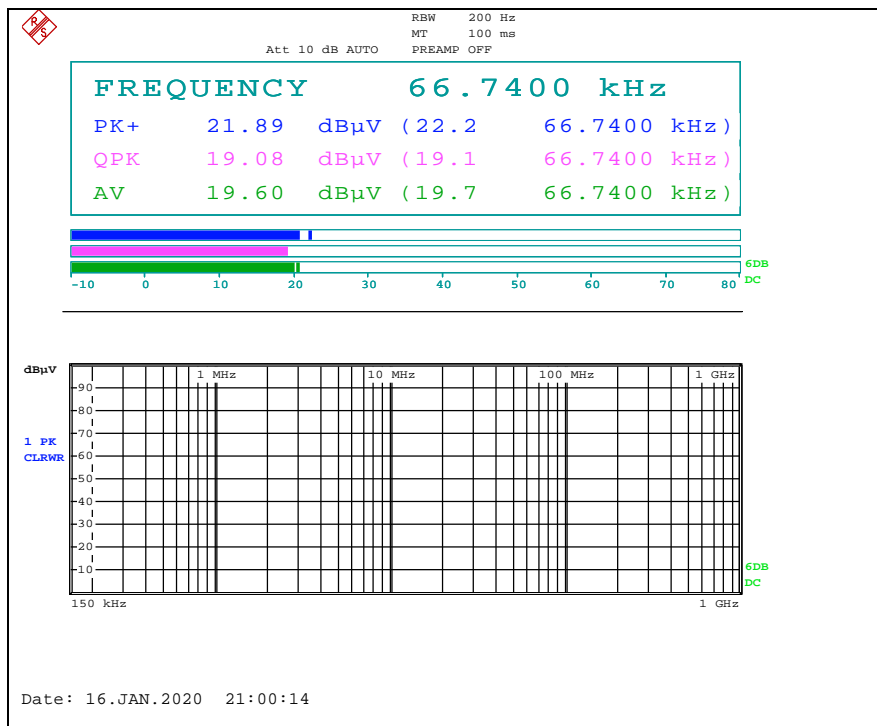 R S
RBW 200 Hz
MT 100 ms
Att 10 dB AUTO PREAMP OFF
FREQUENCY 66.7400 kHz
PK+ 21.89 dBµV (22.2 66.7400 kHz)
QPK 19.08 dBµV (19.1 66.7400 kHz)
AV 19.60 dBµV (19.7 66.7400 kHz)
6DB
DC
-10 0 10 20 30 40 50 60 70 80
dBµV
1 MHz 10 MHz 100 MHz 1 GHz
90
80
70
1 PK
CLRWR
60
50
40
30
20
10
6DB
DC
150 kHz 1 GHz
Date: 16.JAN.2020 21:00:14